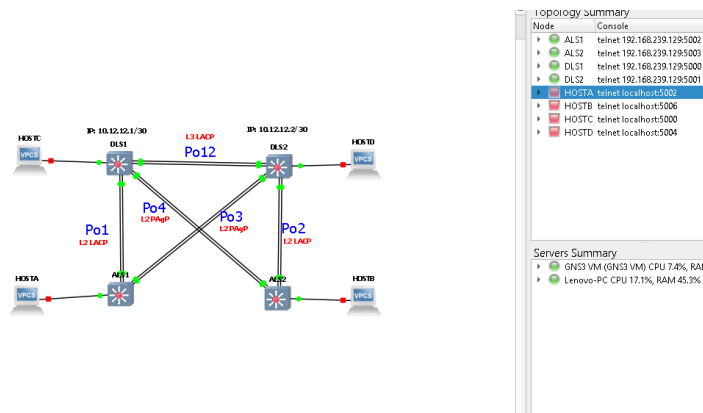 Topology Summary
Node Console
ALS1 telnet 192.168.239.129:5002
ALS2 telnet 192.168.239.129:5003
DLS1 telnet 192.168.239.129:5000
DLS2 telnet 192.168.239.129:5001
HOSTA telnet localhost:5002
HOSTB telnet localhost:5006
HOSTC telnet localhost:5000
HOSTD telnet localhost:5004
IP: 10.12.12.1/30
L3 LACP
IP: 10.12.12.2/30
HOSTC
DLS1
Po12
DLS2
HOSTD
VPCS
VPCS
Po4
L2 PAgP
Po3
L2 PAgP
Po1
L2 LACP
Po2
L2 LACP
HOSTA
ALS1
ALS2
HOSTB
VPCS
VPCS
Servers Summary
GNS3 VM (GNS3 VM) CPU 7.4%, RAM
Lenovo-PC CPU 17.1%, RAM 45.3%